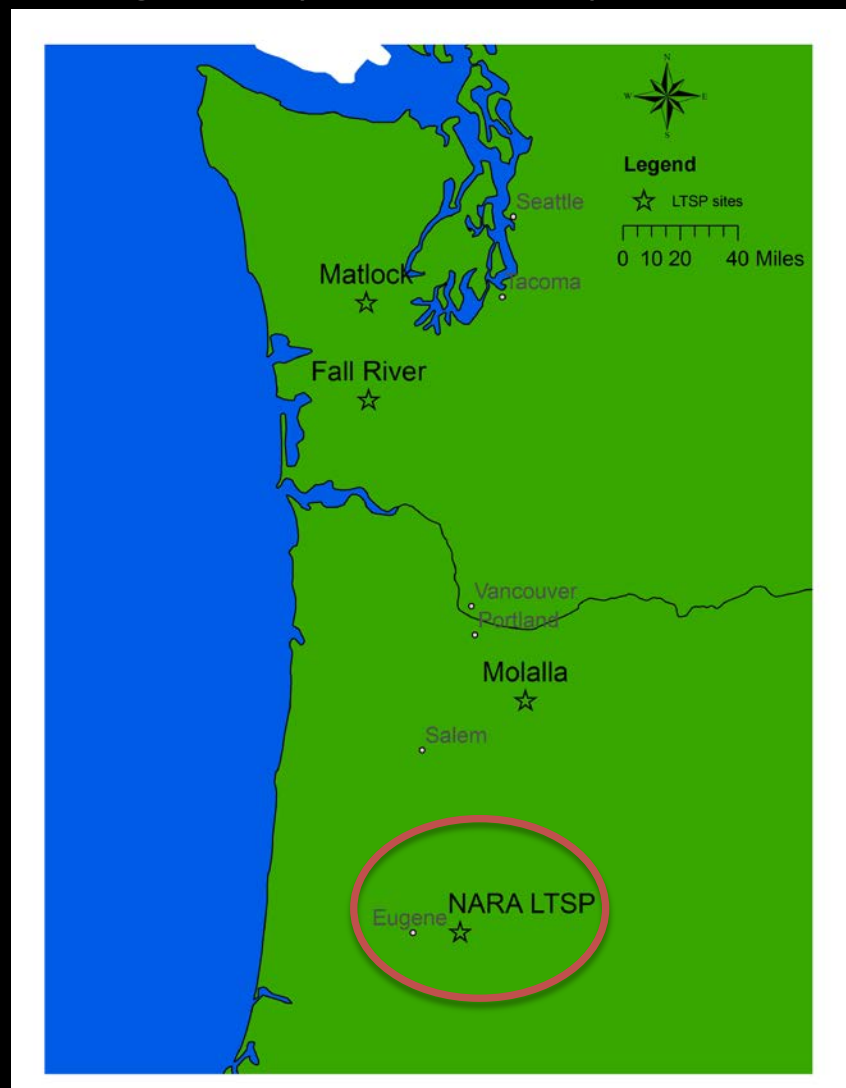 N
W E
S
Legend
LTSP sites
0 10 20 40 Miles
Seattle
Matlock
Tacoma
Fall River
Vancouver
Portland
Molalla
Salem
NARA LTSP
Eugene